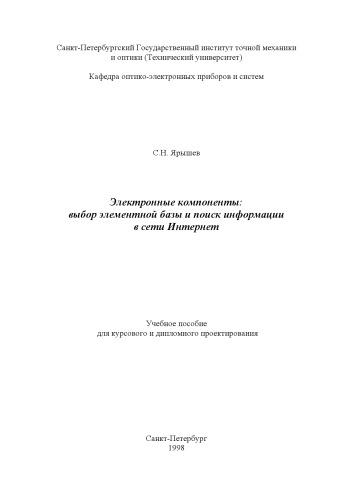 Санкт-Петербургский Государственный институт точной механики
и оптики (Технический университет)
Кафедра оптико-электронных приборов и систем
С.Н. Ярышев
Электронные компоненты:
выбор элементной базы и поиск информации
в сети Интернет
Учебное пособие
для курсового и дипломного проектирования
Санкт-Петербург
1998